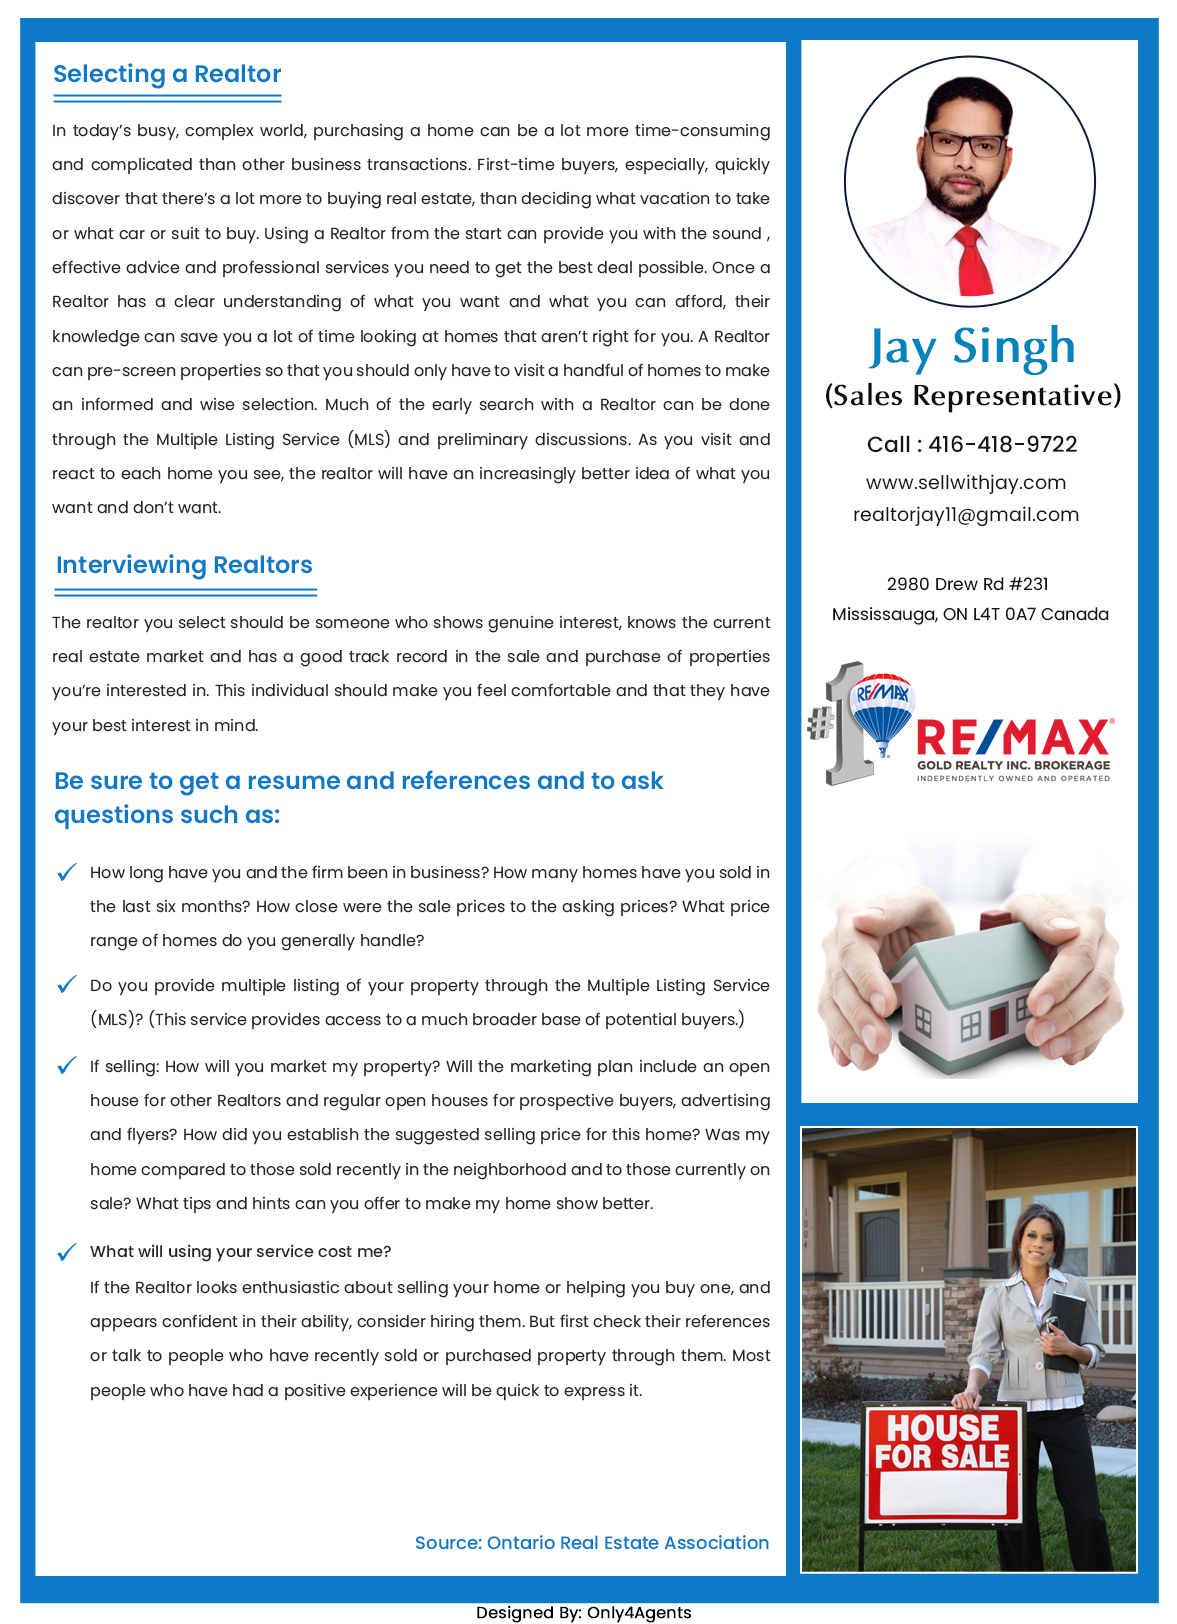 Selecting a Realtor
In today's busy, complex world, purchasing a home can be a lot more time-consuming
and complicated than other business transactions. First-time buyers, especially, quickly
discover that there's a lot more to buying real estate, than deciding what vacation to take
or what car or suit to buy. Using a Realtor from the start can provide you with the sound ,
effective advice and professional services you need to get the best deal possible. Once a
Realtor has a clear understanding of what you want and what you can afford, their
knowledge can save you a lot of time looking at homes that aren't right for you. A Realtor
can pre-screen properties so that you should only have to visit a handful of homes to make
an informed and wise selection. Much of the early search with a Realtor can be done
through the Multiple Listing Service (MLS) and preliminary discussions. As you visit and
react to each home you see, the realtor will have an increasingly better idea of what you
want and don't want.
Interviewing Realtors
The realtor you select should be someone who shows genuine interest, knows the current
real estate market and has a good track record in the sale and purchase of properties
you're interested in. This individual should make you feel comfortable and that they have
your best interest in mind.
Be sure to get a resume and references and to ask
questions such as:
How long have you and the firm been in business? How many homes have you sold in
the last six months? How close were the sale prices to the asking prices? What price
range of homes do you generally handle?
Do you provide multiple listing of your property through the Multiple Listing Service
(MLS)? (This service provides access to a much broader base of potential buyers.)
If selling: How will you market my property? Will the marketing plan include an open
house for other Realtors and regular open houses for prospective buyers, advertising
and flyers? How did you establish the suggested selling price for this home? Was my
home compared to those sold recently in the neighborhood and to those currently on
sale? What tips and hints can you offer to make my home show better.
What will using your service cost me?
If the Realtor looks enthusiastic about selling your home or helping you buy one, and
appears confident in their ability, consider hiring them. But first check their references
or talk to people who have recently sold or purchased property through them. Most
people who have had a positive experience will be quick to express it.
Source: Ontario Real Estate Association
Jay Singh
(Sales Representative)
Call : 416-418-9722
www.sellwithjay.com
realtorjay11@gmail.com
2980 Drew Rd #231
Mississauga, ON L4T 0A7 Canada
#1
RE/MAX
RE/MAX®
GOLD REALTY INC. BROKERAGE
INDEPENDENTLY OWNED AND OPERATED
1004
HOUSE
FOR SALE
Designed By: Only4Agents